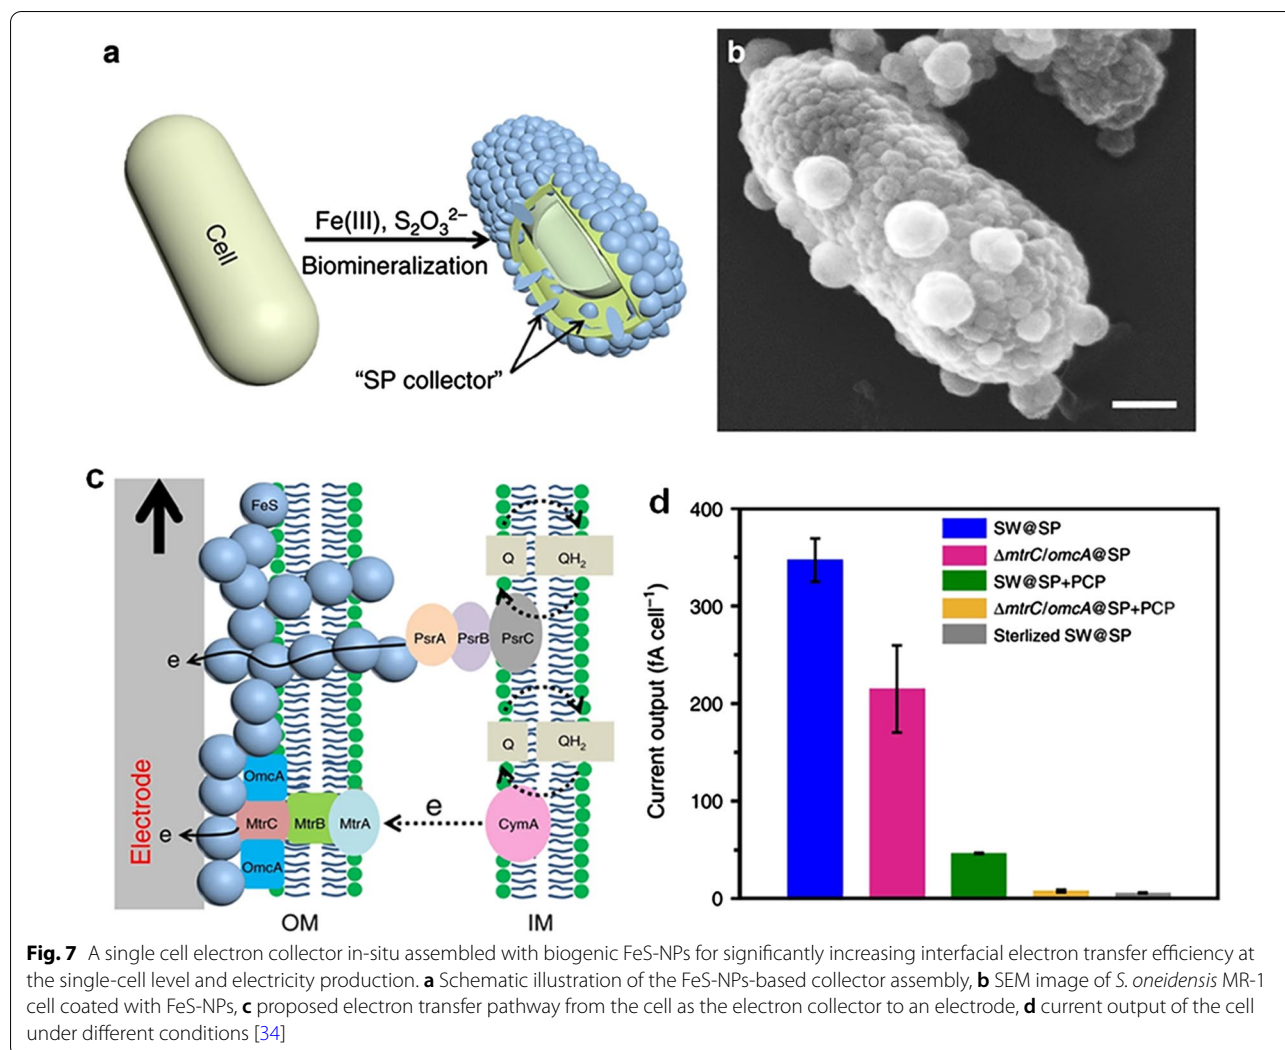 a
Cell
Fe(III), S₂O₃²⁻
Biomineralization
“SP collector”
b
c
FeS
Q
QH₂
PsrA
PsrB
PsrC
e
Q
QH₂
OmcA
MtrC
MtrB
MtrA
e
CymA
e
OmcA
Electrode
OM
IM
d
Current output (fA cell⁻¹)
400
300
200
100
0
SW@SP
ΔmtrC/omcA@SP
SW@SP+PCP
ΔmtrC/omcA@SP+PCP
Sterlized SW@SP
Fig. 7 A single cell electron collector in-situ assembled with biogenic FeS-NPs for significantly increasing interfacial electron transfer efficiency at
the single-cell level and electricity production. a Schematic illustration of the FeS-NPs-based collector assembly, b SEM image of S. oneidensis MR-1
cell coated with FeS-NPs, c proposed electron transfer pathway from the cell as the electron collector to an electrode, d current output of the cell
under different conditions [34]